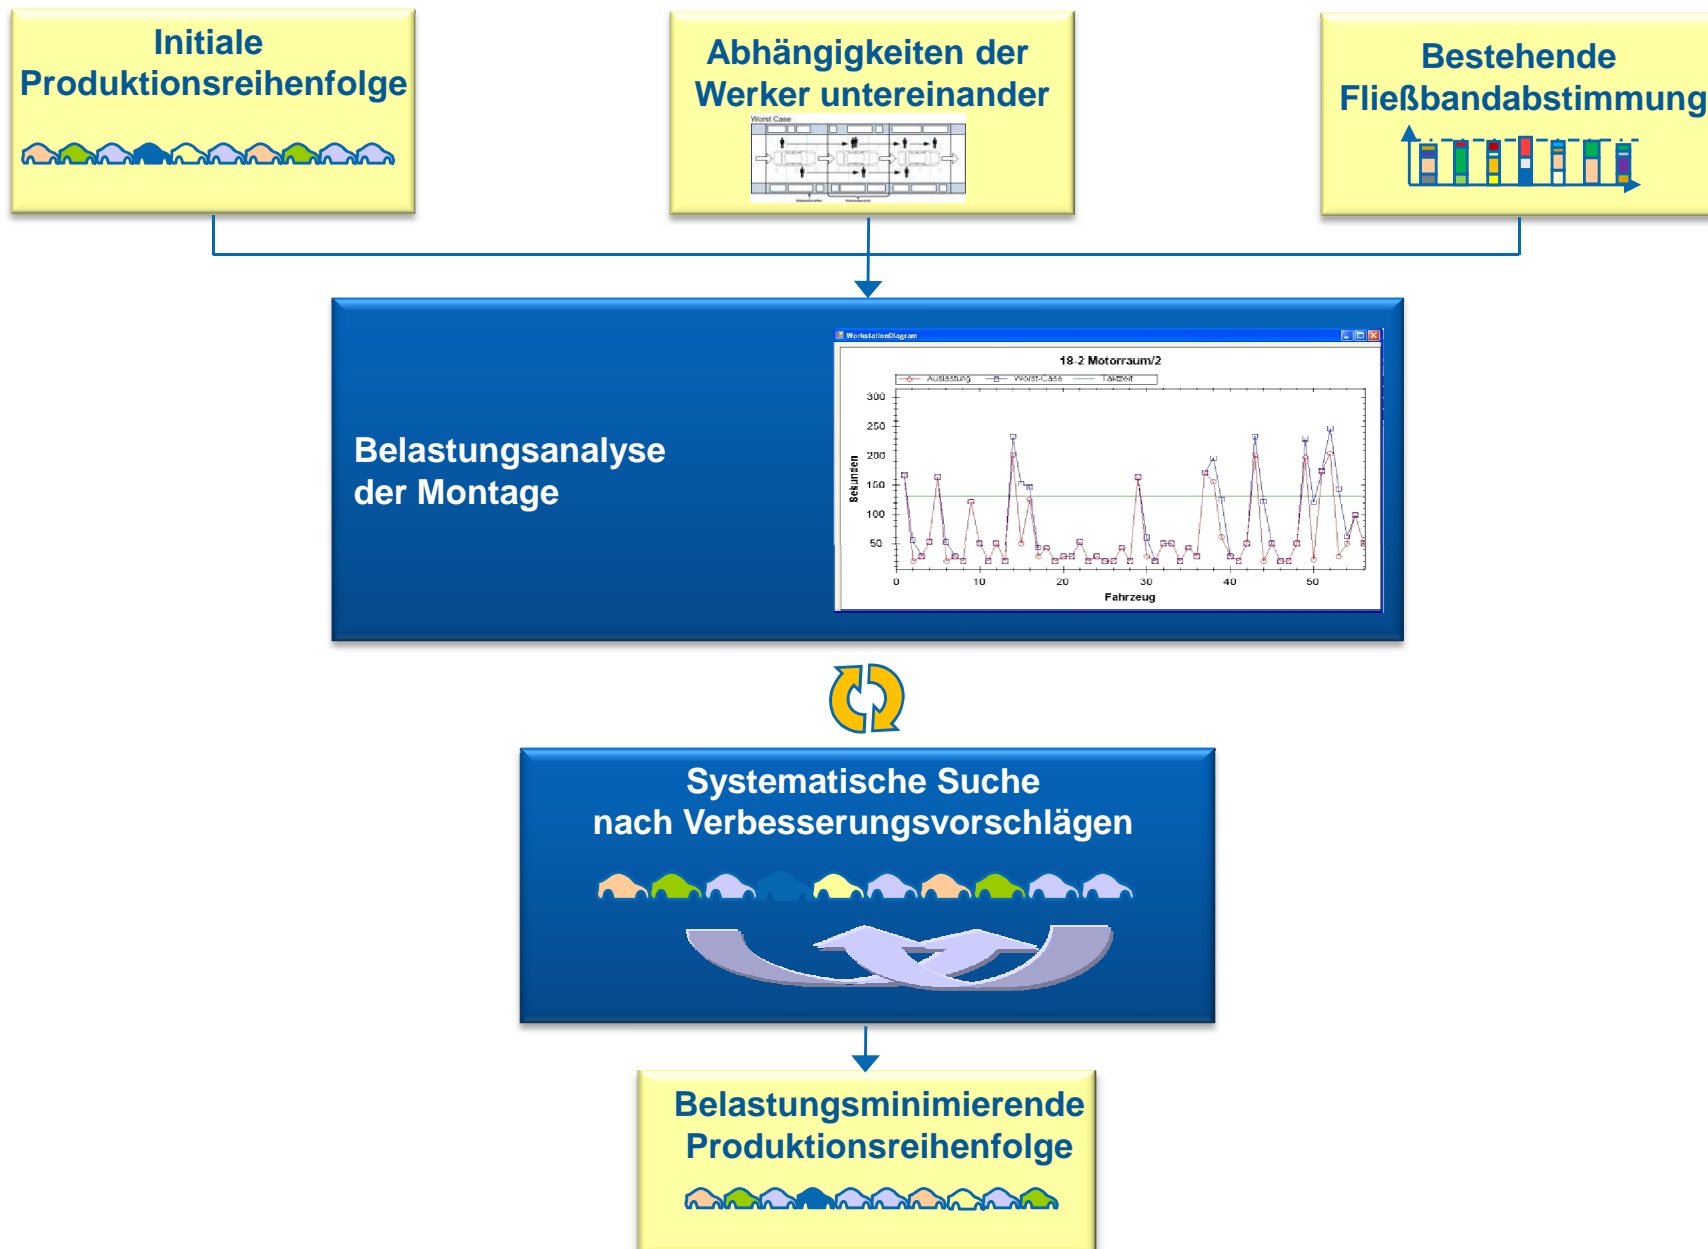 Initiale
Produktionsreihenfolge
Abhängigkeiten der
Werker untereinander
Worst Case
Bestehende
Fließbandabstimmung
Belastungsanalyse
der Montage
WorkstationDiagram
18-2 Motorraum/2
Auslastung Worst-Case Taktzeit
300
250
200
150
100
50
Sekunden
0 10 20 30 40 50
Fahrzeug
Systematische Suche
nach Verbesserungsvorschlägen
Belastungsminimierende
Produktionsreihenfolge